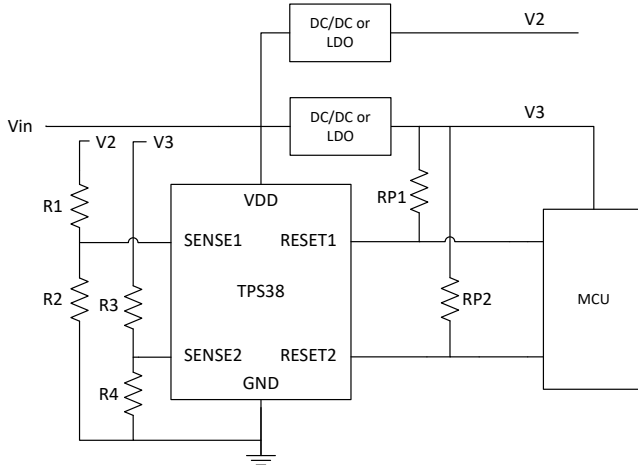 DC/DC or
LDO
V2
DC/DC or
LDO
V3
Vin
V2
V3
VDD
RP1
R1
SENSE1
RESET1
R2
R3
TPS38
RP2
MCU
SENSE2
RESET2
R4
GND